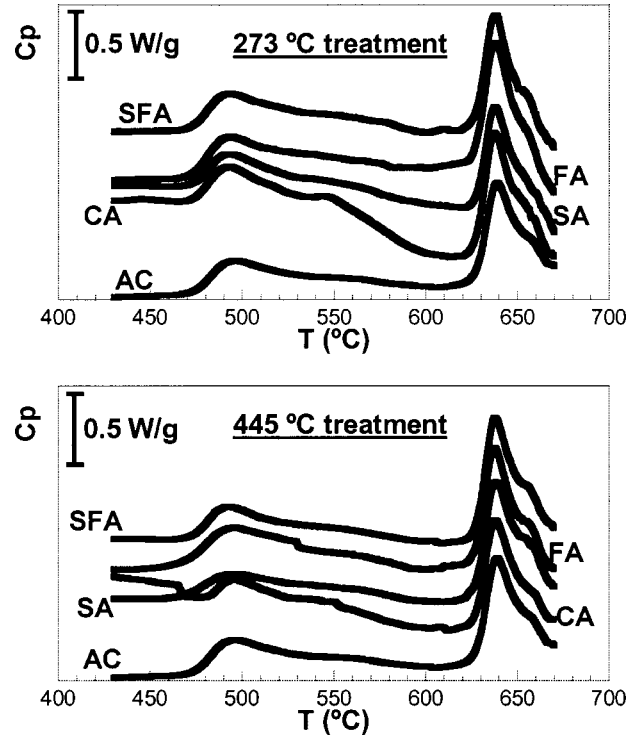 Cp
0.5 W/g
273 ºC treatment
SFA
FA
SA
CA
AC
400 450 500 550 600 650 700
T (ºC)
Cp
0.5 W/g
445 ºC treatment
SFA
FA
SA
CA
AC
400 450 500 550 600 650 700
T (ºC)